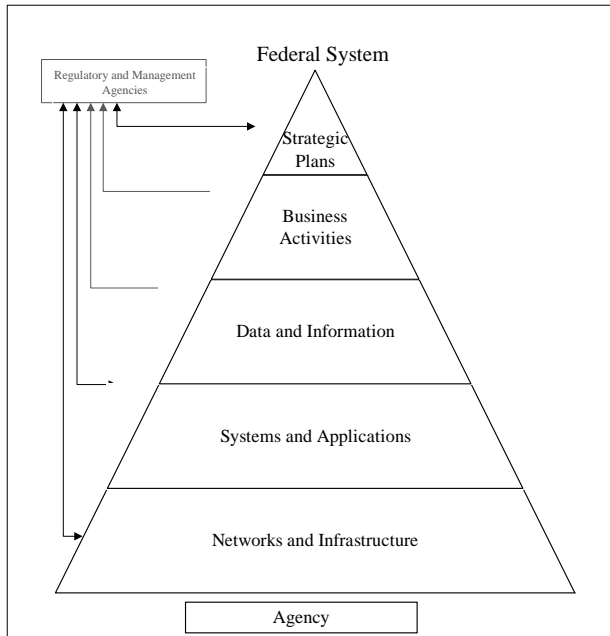 Federal System
Regulatory and Management
Agencies
Strategic
Plans
Business
Activities
Data and Information
Systems and Applications
Networks and Infrastructure
Agency